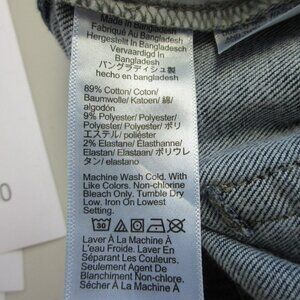 Made In Bangladesh
Fabriqué Au Bangladesh
Hergestellt In Bangladesch
Vervaardigd In
Bangladesh
バングラディシュ製
hecho en bangladesh
89% Cotton/ Coton/
Baumwolle/ Katoen/ 綿/
algodón
9% Polyester/ Polyester/
Polyester/ Polyester/ ポリ
エステル/ poliéster
2% Elastane/ Elasthanne/
Elastan/ Elastaan/ ポリウレ
タン/ elastano
Machine Wash Cold. With
Like Colors. Non-chlorine
Bleach Only. Tumble Dry
Low. Iron On Low Setting.
30
Laver À La Machine À
L'eau Froide. Laver En
Séparant Les Couleurs.
Seulement Agent De
Blanchiment Non-chlore.
Sécher À La Machine À
0